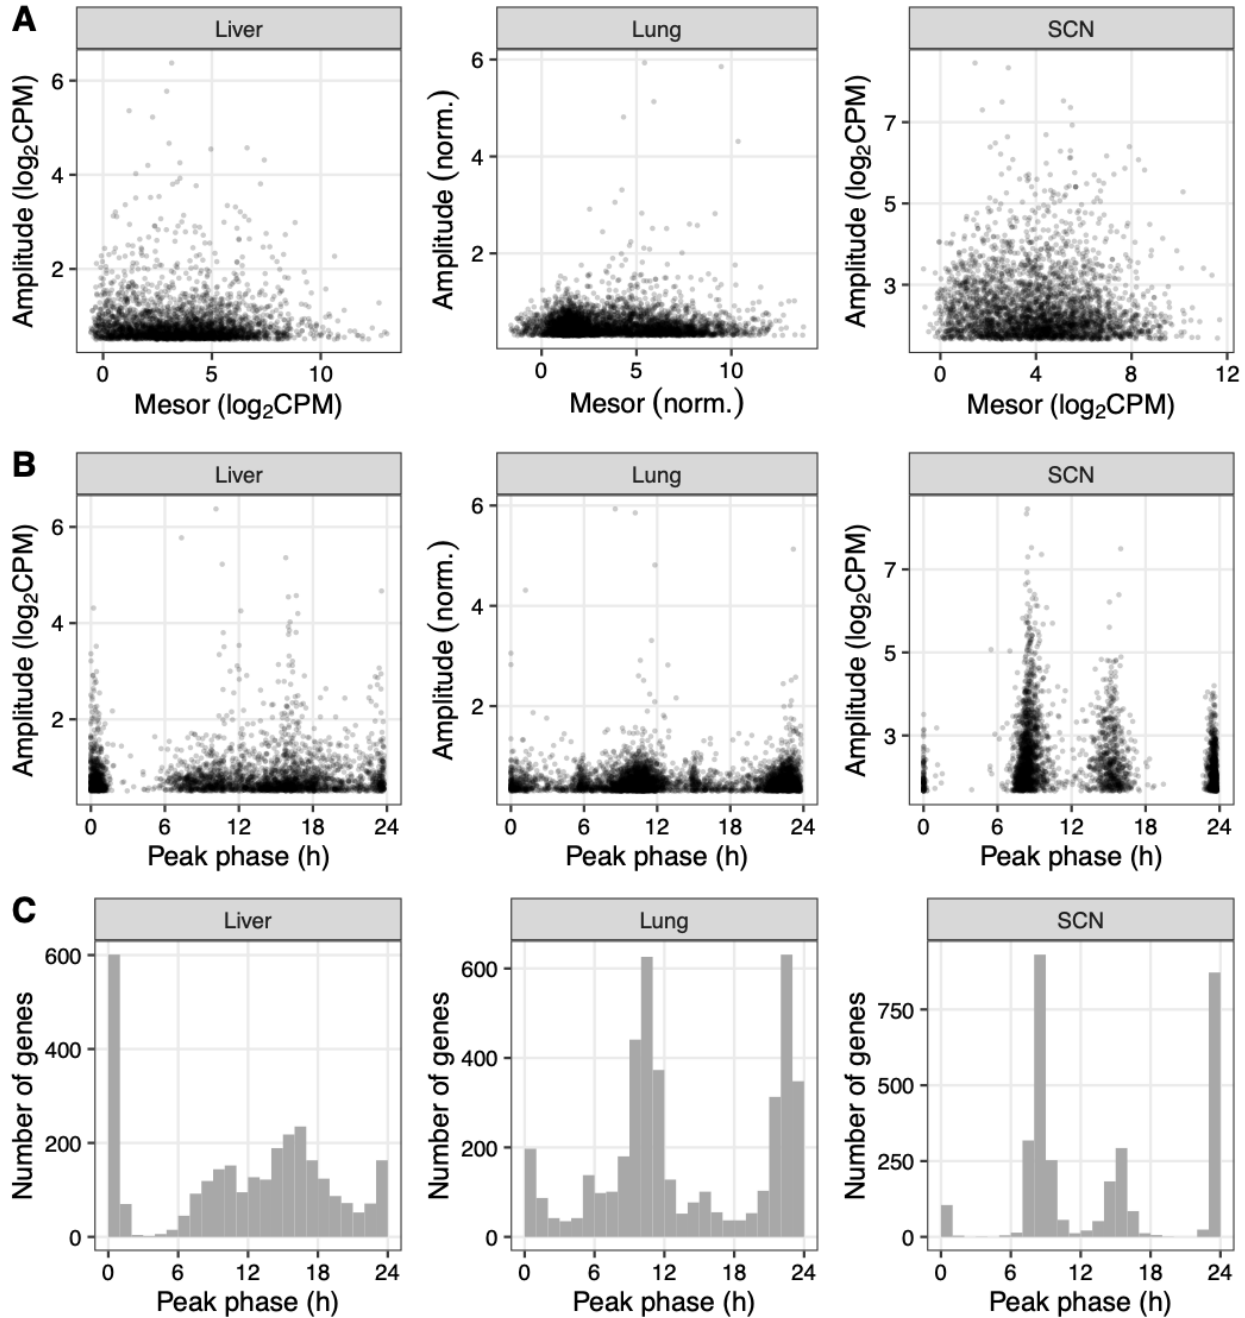 A
Liver Lung SCN
Amplitude (log₂CPM)
6
4
2
0 5 10
Mesor (log₂CPM)
Amplitude (norm.)
6
4
2
0 5 10
Mesor (norm.)
Amplitude (log₂CPM)
7
5
3
0 4 8 12
Mesor (log₂CPM)
B
Liver Lung SCN
Amplitude (log₂CPM)
6
4
2
0 6 12 18 24
Peak phase (h)
Amplitude (norm.)
6
4
2
0 6 12 18 24
Peak phase (h)
Amplitude (log₂CPM)
7
5
3
0 6 12 18 24
Peak phase (h)
C
Liver Lung SCN
Number of genes
600
400
200
0
0 6 12 18 24
Peak phase (h)
Number of genes
600
400
200
0
0 6 12 18 24
Peak phase (h)
Number of genes
750
500
250
0
0 6 12 18 24
Peak phase (h)